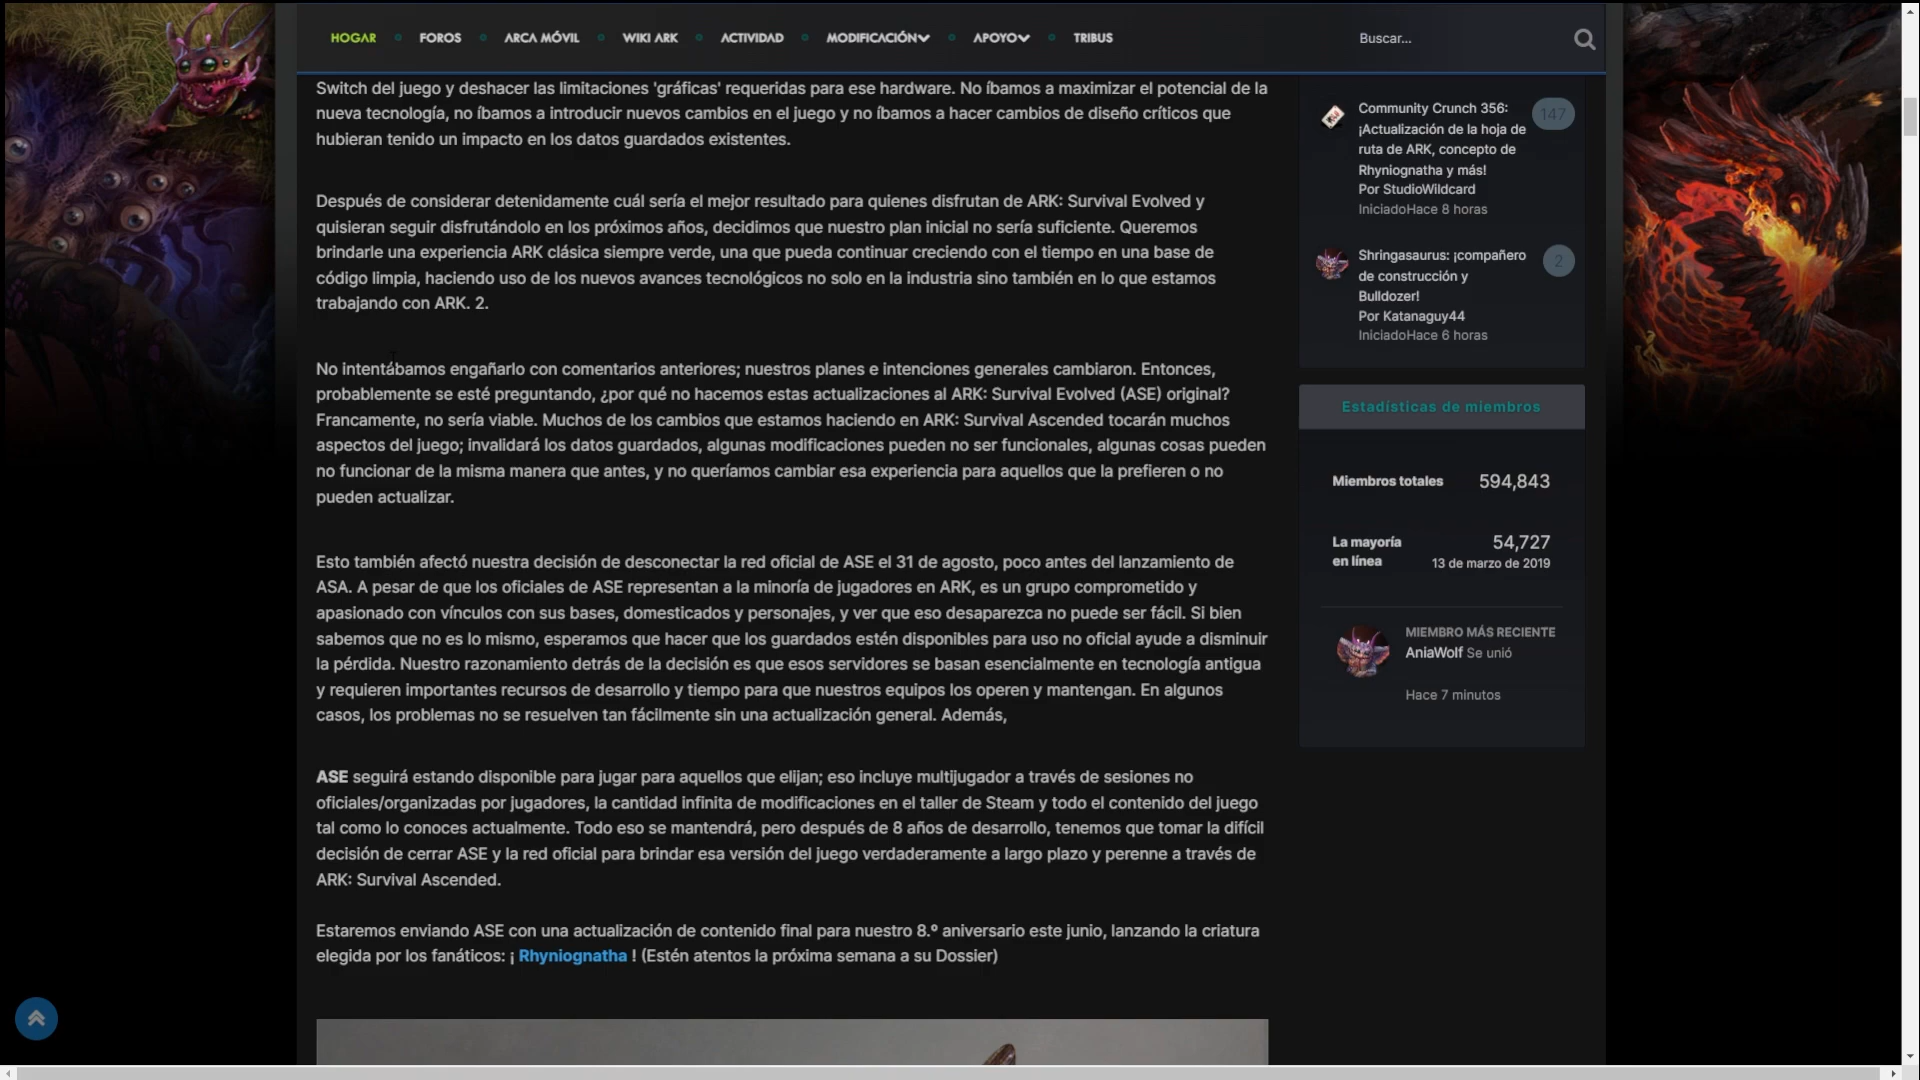 HOGAR FOROS ARCA MÓVIL WIKI ARK ACTIVIDAD MODIFICACIÓN APOYO TRIBUS Buscar...
Switch del juego y deshacer las limitaciones 'gráficas' requeridas para ese hardware. No íbamos a maximizar el potencial de la
nueva tecnología, no íbamos a introducir nuevos cambios en el juego y no íbamos a hacer cambios de diseño críticos que
hubieran tenido un impacto en los datos guardados existentes.
Después de considerar detenidamente cuál sería el mejor resultado para quienes disfrutan de ARK: Survival Evolved y
quisieran seguir disfrutándolo en los próximos años, decidimos que nuestro plan inicial no sería suficiente. Queremos
brindarle una experiencia ARK clásica siempre verde, una que pueda continuar creciendo con el tiempo en una base de
código limpia, haciendo uso de los nuevos avances tecnológicos no solo en la industria sino también en lo que estamos
trabajando con ARK. 2.
No intentábamos engañarlo con comentarios anteriores; nuestros planes e intenciones generales cambiaron. Entonces,
probablemente se esté preguntando, ¿por qué no hacemos estas actualizaciones al ARK: Survival Evolved (ASE) original?
Francamente, no sería viable. Muchos de los cambios que estamos haciendo en ARK: Survival Ascended tocarán muchos
aspectos del juego; invalidará los datos guardados, algunas modificaciones pueden no ser funcionales, algunas cosas pueden
no funcionar de la misma manera que antes, y no queríamos cambiar esa experiencia para aquellos que la prefieren o no
pueden actualizar.
Esto también afectó nuestra decisión de desconectar la red oficial de ASE el 31 de agosto, poco antes del lanzamiento de
ASA. A pesar de que los oficiales de ASE representan a la minoría de jugadores en ARK, es un grupo comprometido y
apasionado con vínculos con sus bases, domesticados y personajes, y ver que eso desaparezca no puede ser fácil. Si bien
sabemos que no es lo mismo, esperamos que hacer que los guardados estén disponibles para uso no oficial ayude a disminuir
la pérdida. Nuestro razonamiento detrás de la decisión es que esos servidores se basan esencialmente en tecnología antigua
y requieren importantes recursos de desarrollo y tiempo para que nuestros equipos los operen y mantengan. En algunos
casos, los problemas no se resuelven tan fácilmente sin una actualización general. Además,
ASE seguirá estando disponible para jugar para aquellos que elijan; eso incluye multijugador a través de sesiones no
oficiales/organizadas por jugadores, la cantidad infinita de modificaciones en el taller de Steam y todo el contenido del juego
tal como lo conoces actualmente. Todo eso se mantendrá, pero después de 8 años de desarrollo, tenemos que tomar la difícil
decisión de cerrar ASE y la red oficial para brindar esa versión del juego verdaderamente a largo plazo y perenne a través de
ARK: Survival Ascended.
Estaremos enviando ASE con una actualización de contenido final para nuestro 8.º aniversario este junio, lanzando la criatura
elegida por los fanáticos: ¡ Rhyniognatha ! (Estén atentos la próxima semana a su Dossier)
Community Crunch 356: 147
¡Actualización de la hoja de
ruta de ARK, concepto de
Rhyniognatha y más!
Por StudioWildcard
IniciadoHace 8 horas
Shringasaurus: ¡compañero 2
de construcción y
Bulldozer!
Por Katanaguy44
IniciadoHace 6 horas
Estadísticas de miembros
Miembros totales 594,843
La mayoría 54,727
en línea 13 de marzo de 2019
MIEMBRO MÁS RECIENTE
AniaWolf Se unió
Hace 7 minutos